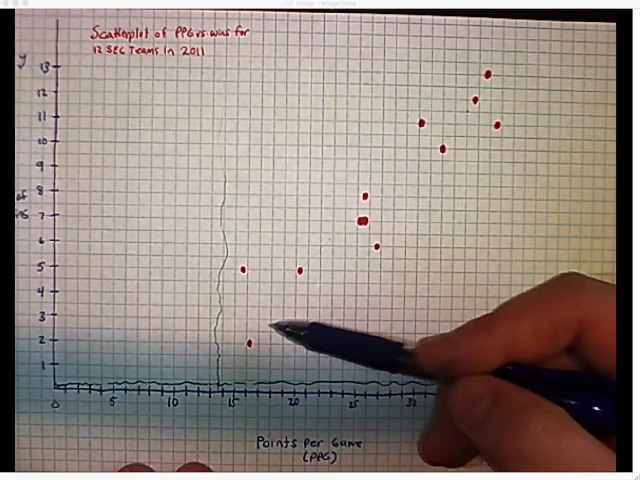 Scatterplot of PPG vs. wins for
12 SEC Teams in 2011
y
13
12
11
10
9
8
of
7
6
5
4
3
2
1
0 5 10 15 20 25 30
Points Per Game
(PPG)